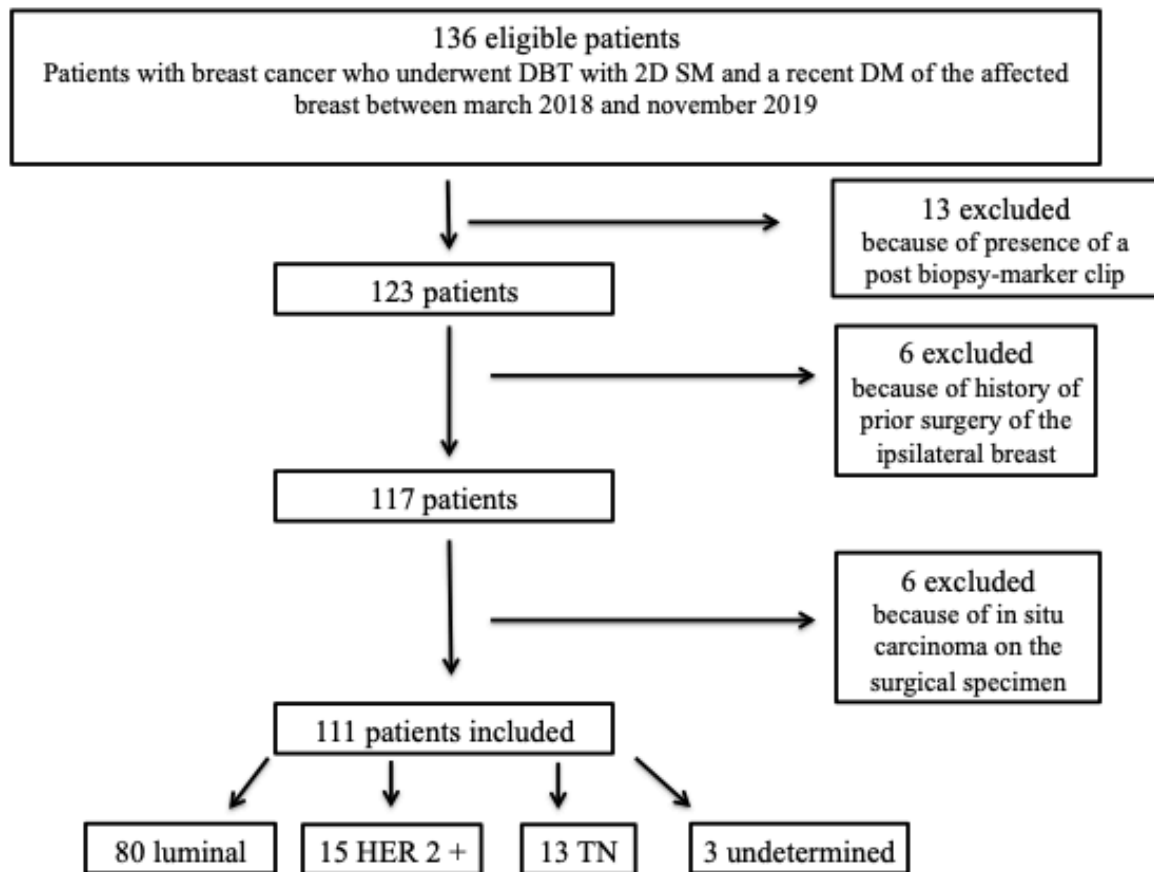 136 eligible patients
Patients with breast cancer who underwent DBT with 2D SM and a recent DM of the affected
breast between march 2018 and november 2019
13 excluded
because of presence of a
post biopsy-marker clip
123 patients
6 excluded
because of history of
prior surgery of the
ipsilateral breast
117 patients
6 excluded
because of in situ
carcinoma on the
surgical specimen
111 patients included
80 luminal
15 HER 2 +
13 TN
3 undetermined